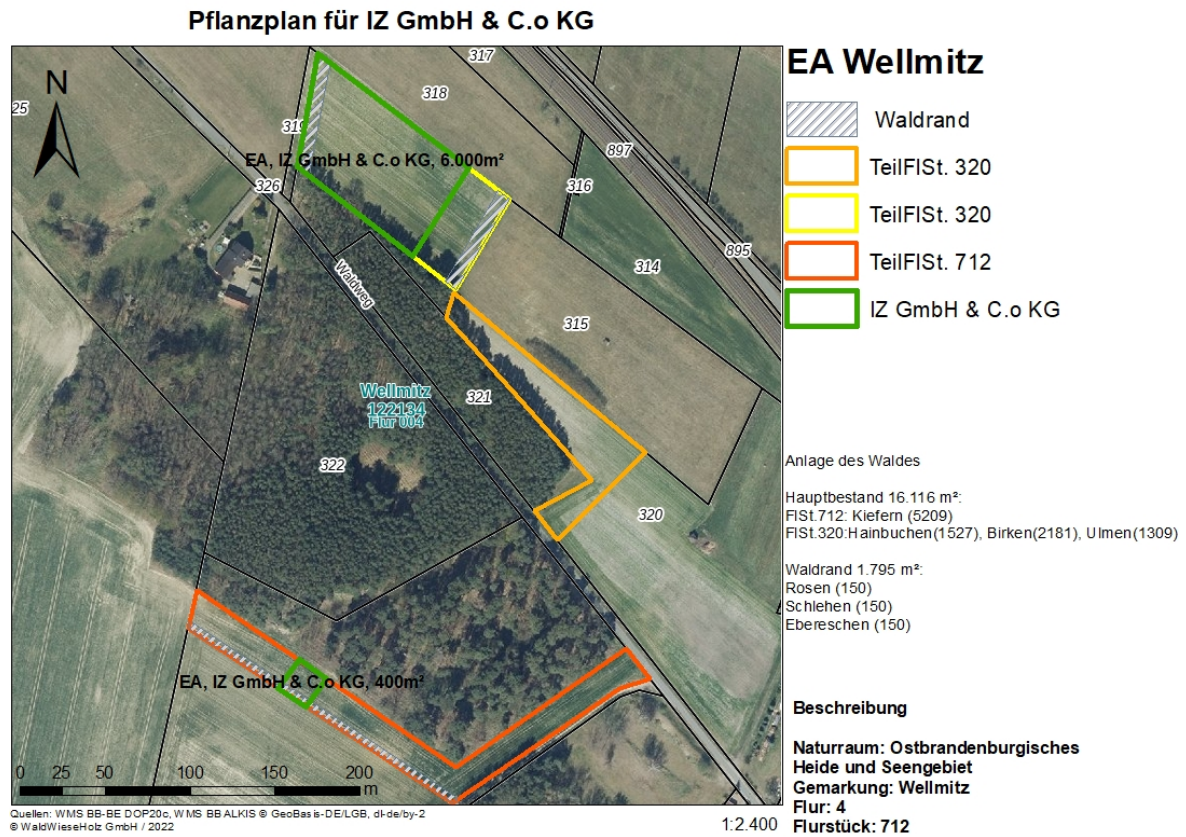 Pflanzplan für IZ GmbH & C.o KG
N
317
318
25
319
EA, IZ GmbH & C.o KG, 6.000m²
326
897
316
895
314
315
Waldweg
321
Wellmitz
122134
Flur 004
322
320
EA, IZ GmbH & C.o KG, 400m²
0 25 50 100 150 200
m
Quellen: WMS BB-BE DOP20c, WMS BB ALKIS © GeoBasis-DE/LGB, dl-de/by-2
© WaldWieseHolz GmbH / 2022
1:2.400
EA Wellmitz
Waldrand
TeilFlSt. 320
TeilFlSt. 320
TeilFlSt. 712
IZ GmbH & C.o KG
Anlage des Waldes
Hauptbestand 16.116 m²:
FlSt.712: Kiefern (5209)
FlSt.320:Hainbuchen(1527), Birken(2181), Ulmen(1309)
Waldrand 1.795 m²:
Rosen (150)
Schlehen (150)
Ebereschen (150)
Beschreibung
Naturraum: Ostbrandenburgisches
Heide und Seengebiet
Gemarkung: Wellmitz
Flur: 4
Flurstück: 712